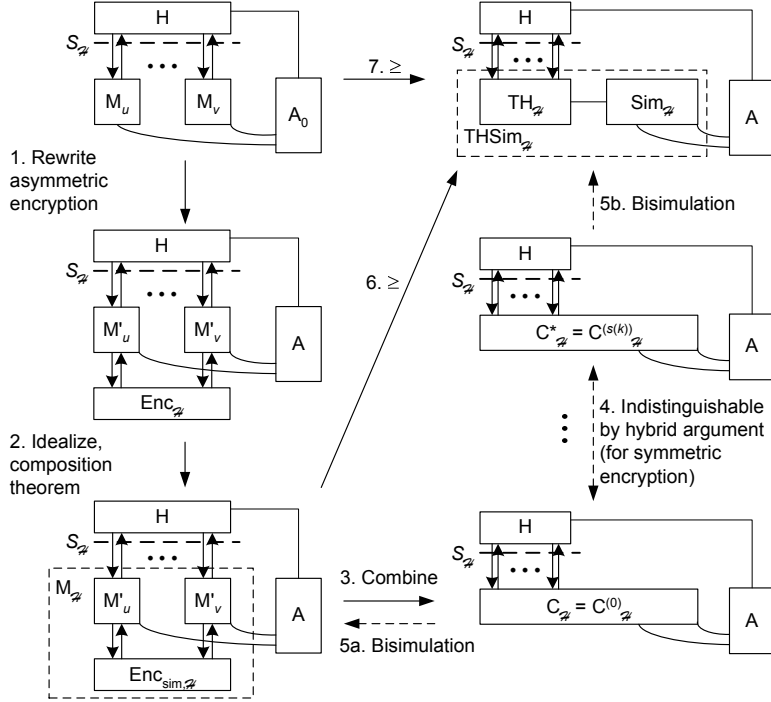 H
S_ℋ
M_u
M_v
A_0
7. ≥
H
S_ℋ
TH_ℋ
Sim_ℋ
THSim_ℋ
A
1. Rewrite
asymmetric
encryption
5b. Bisimulation
H
S_ℋ
M'_u
M'_v
A
Enc_ℋ
6. ≥
H
S_ℋ
C*_ℋ = C^(s(k))_ℋ
A
2. Idealize,
composition
theorem
4. Indistinguishable
by hybrid argument
(for symmetric
encryption)
H
S_ℋ
M_ℋ
M'_u
M'_v
A
Enc_sim,ℋ
3. Combine
5a. Bisimulation
H
S_ℋ
C_ℋ = C^(0)_ℋ
A